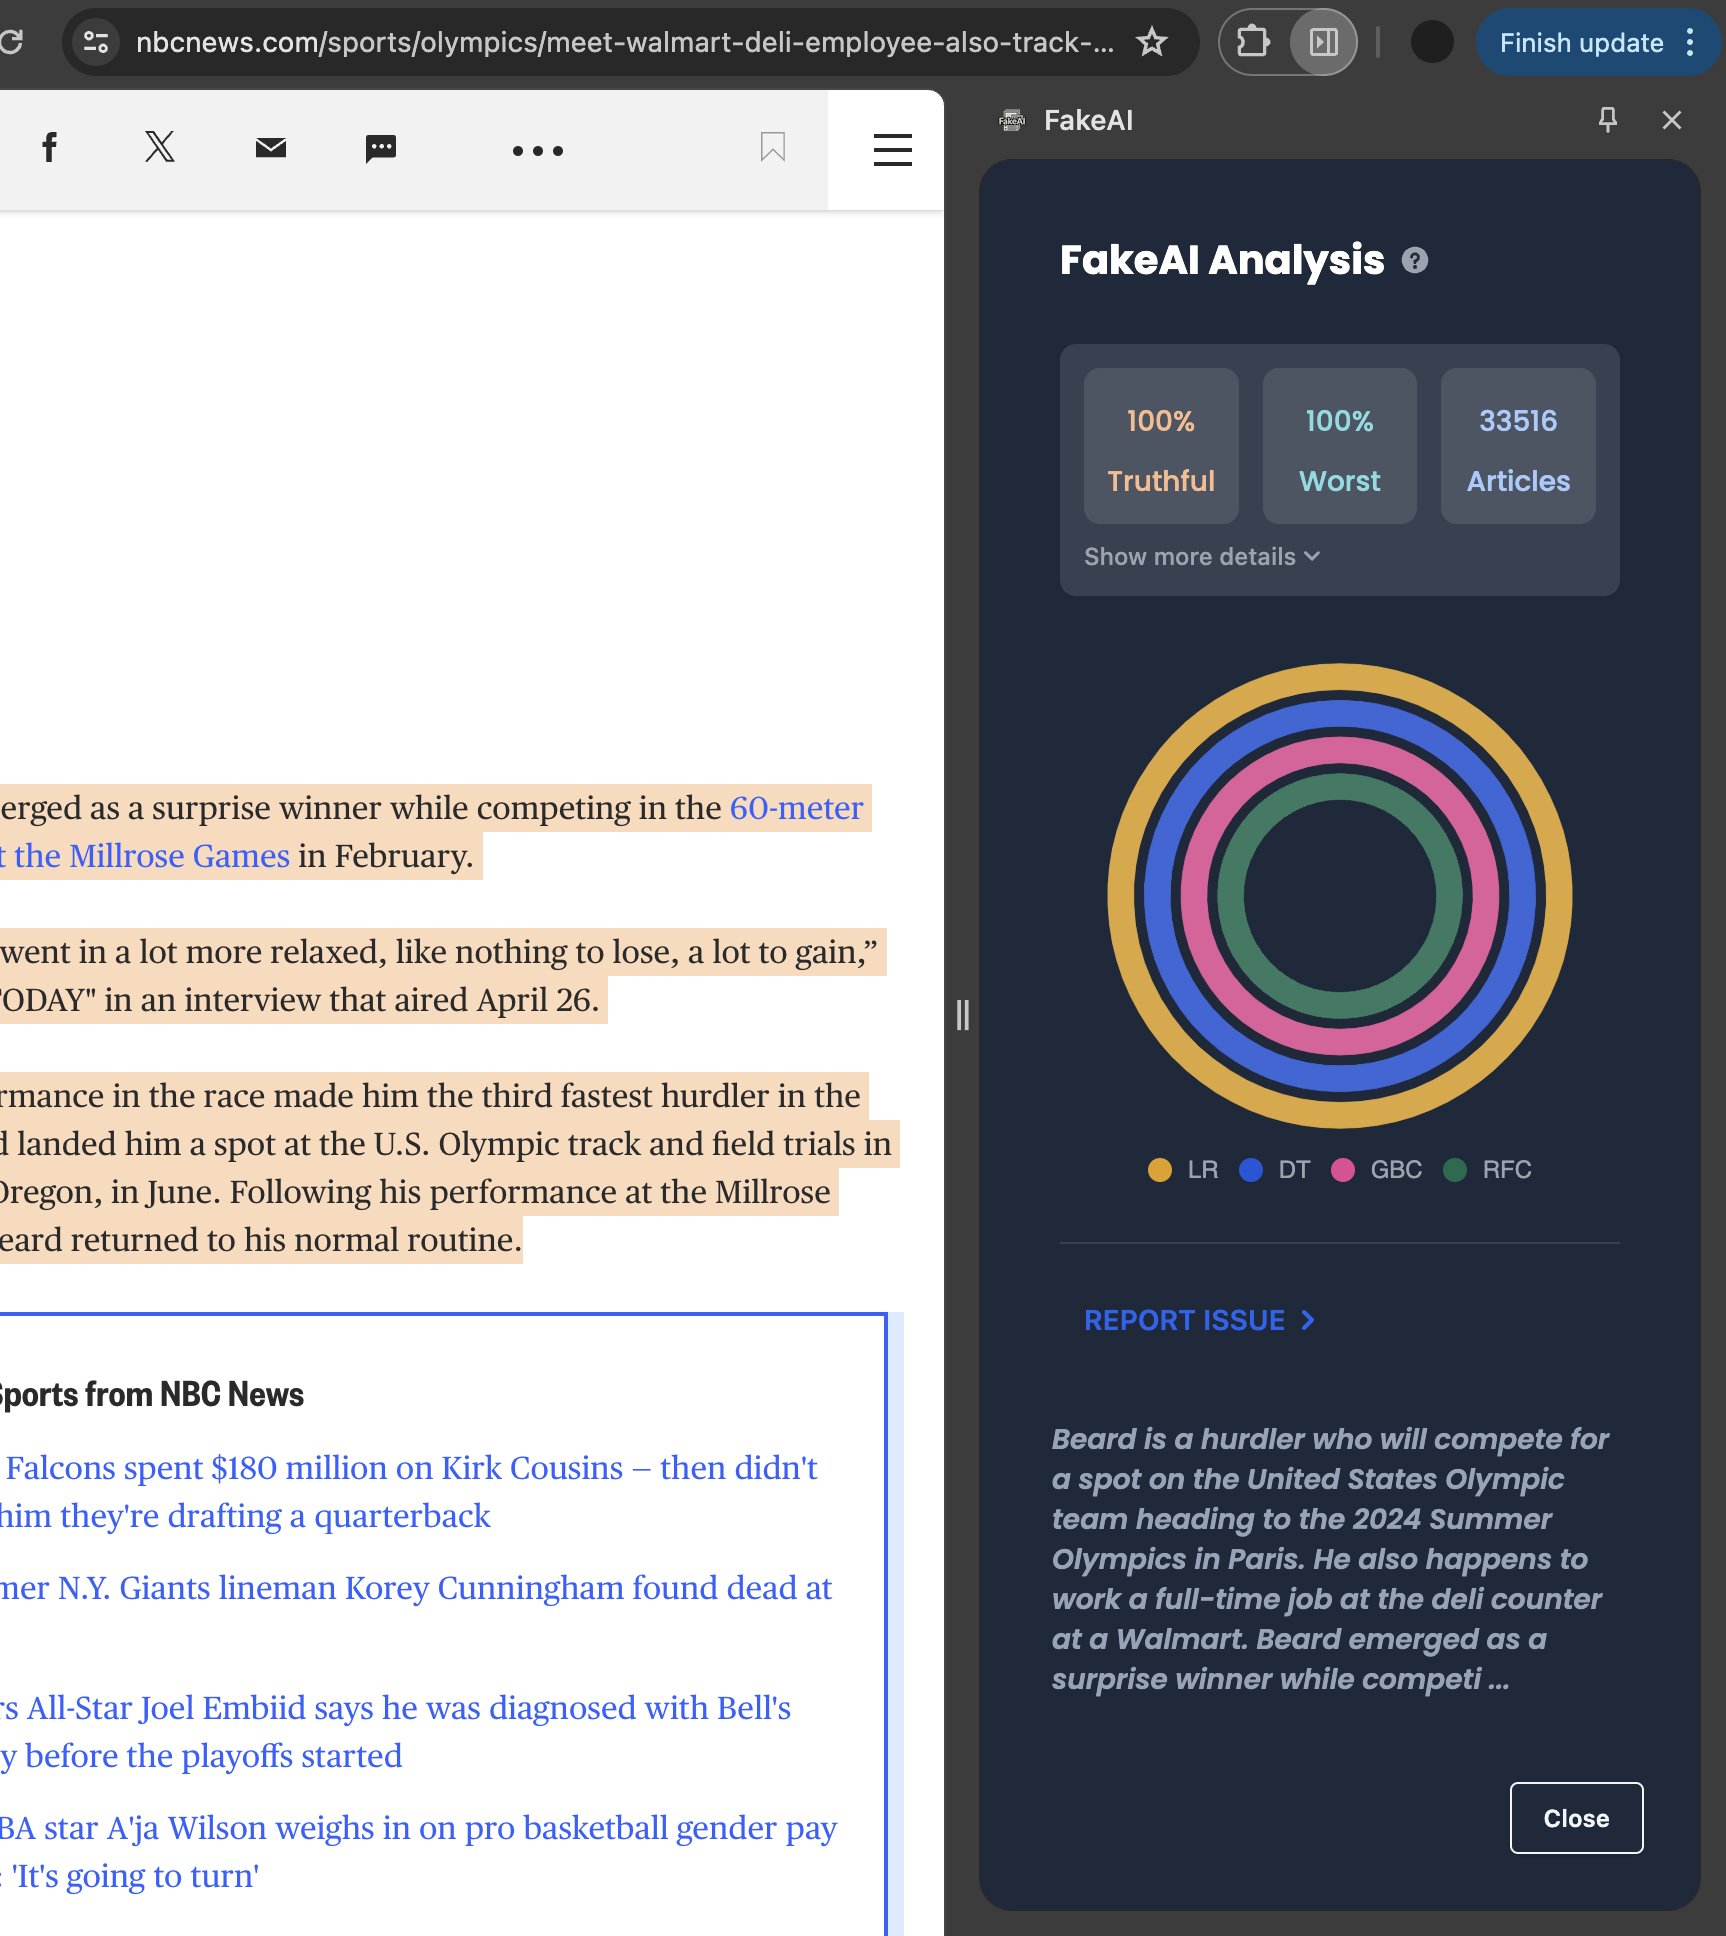 nbcnews.com/sports/olympics/meet-walmart-deli-employee-also-track-...
Finish update
FakeAI
FakeAI Analysis
100%
Truthful
100%
Worst
33516
Articles
Show more details
LR
DT
GBC
RFC
REPORT ISSUE
Beard is a hurdler who will compete for
a spot on the United States Olympic
team heading to the 2024 Summer
Olympics in Paris. He also happens to
work a full-time job at the deli counter
at a Walmart. Beard emerged as a
surprise winner while competi ...
Close
erged as a surprise winner while competing in the 60-meter
t the Millrose Games in February.
went in a lot more relaxed, like nothing to lose, a lot to gain,”
TODAY" in an interview that aired April 26.
rmance in the race made him the third fastest hurdler in the
d landed him a spot at the U.S. Olympic track and field trials in
Oregon, in June. Following his performance at the Millrose
eard returned to his normal routine.
Sports from NBC News
Falcons spent $180 million on Kirk Cousins — then didn't
him they're drafting a quarterback
mer N.Y. Giants lineman Korey Cunningham found dead at
rs All-Star Joel Embiid says he was diagnosed with Bell's
y before the playoffs started
BA star A'ja Wilson weighs in on pro basketball gender pay
: 'It's going to turn'